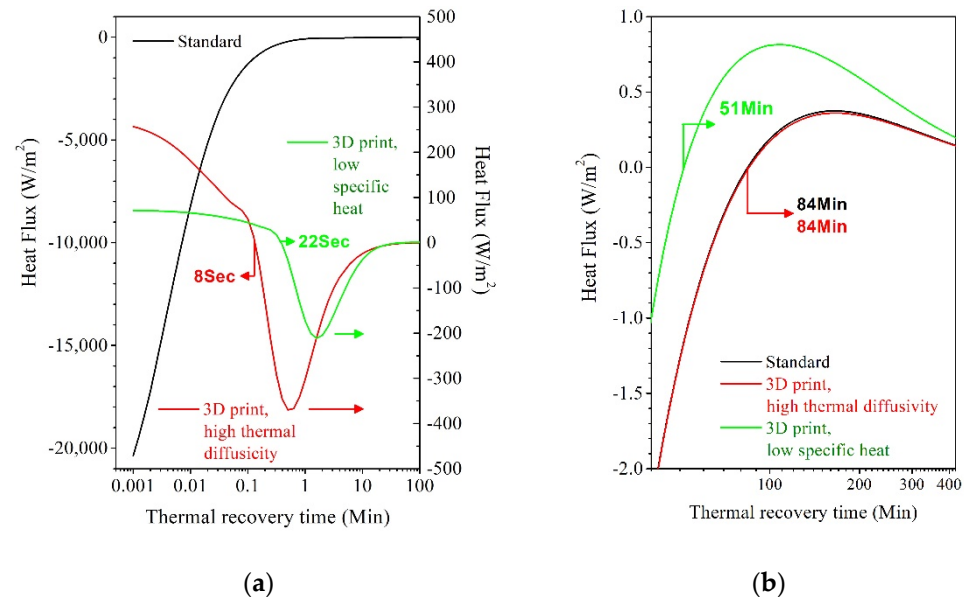 Heat Flux (W/m²)
0
-5,000
-10,000
-15,000
-20,000
Standard
3D print,
low
specific
heat
22Sec
8Sec
3D print,
high thermal
diffusicity
500
400
300
200
100
0
-100
-200
-300
-400
-500
Heat Flux (W/m²)
0.001
0.01
0.1
1
10
100
Thermal recovery time (Min)
(a)
Heat Flux (W/m²)
1.0
0.5
0.0
-0.5
-1.0
-1.5
-2.0
51Min
84Min
84Min
Standard
3D print,
high thermal diffusivity
3D print,
low specific heat
100
200
300
400
Thermal recovery time (Min)
(b)